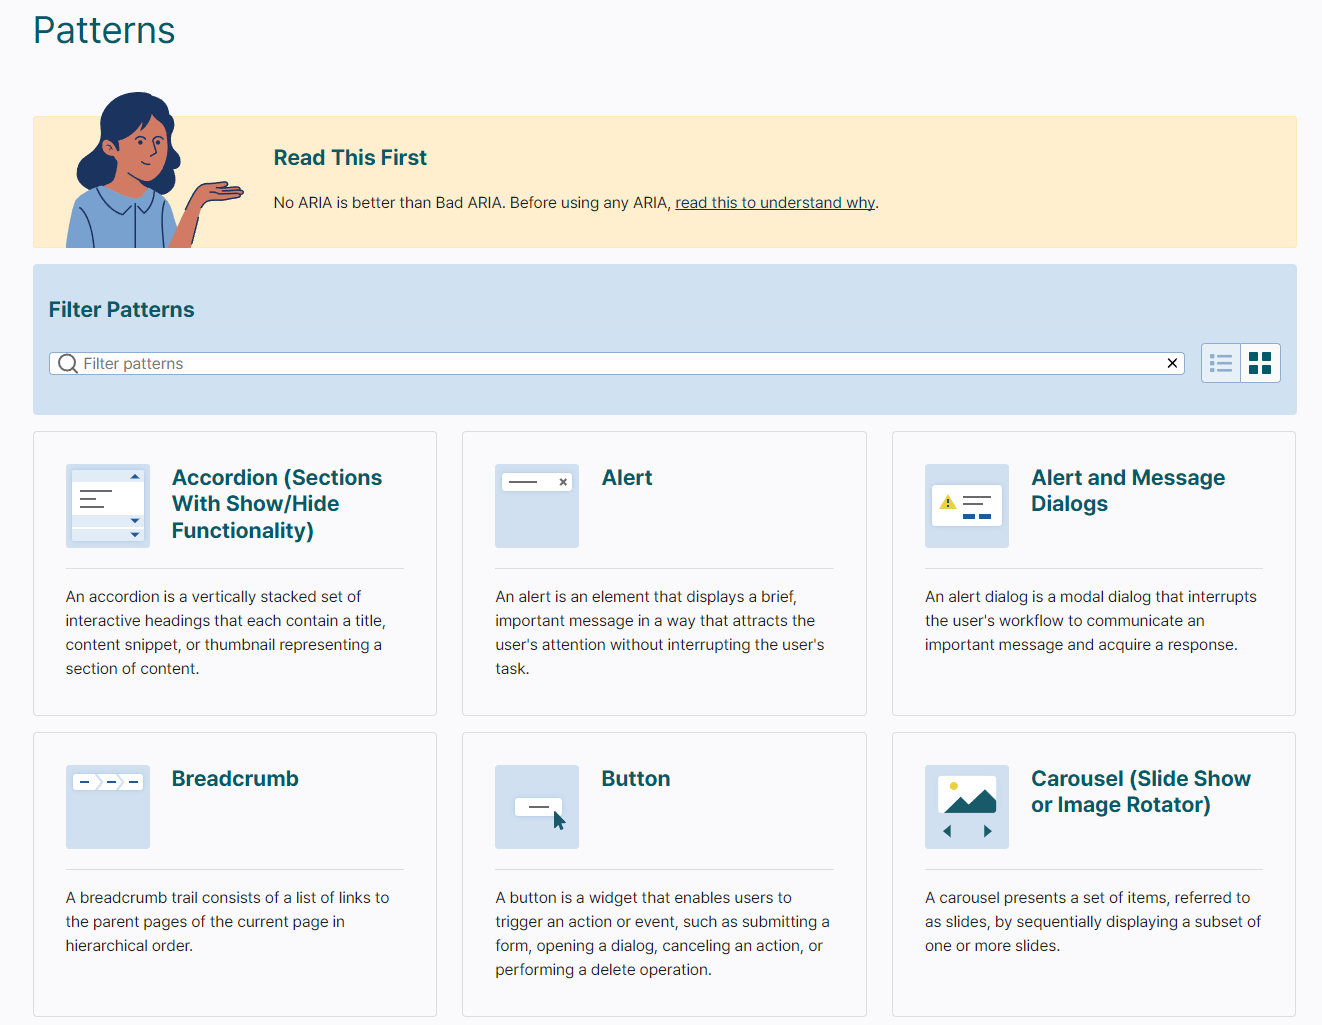 Patterns
Read This First
No ARIA is better than Bad ARIA. Before using any ARIA, read this to understand why.
Filter Patterns
Filter patterns
Accordion (Sections
With Show/Hide
Functionality)
An accordion is a vertically stacked set of
interactive headings that each contain a title,
content snippet, or thumbnail representing a
section of content.
Alert
An alert is an element that displays a brief,
important message in a way that attracts the
user's attention without interrupting the user's
task.
Alert and Message
Dialogs
An alert dialog is a modal dialog that interrupts
the user's workflow to communicate an
important message and acquire a response.
Breadcrumb
A breadcrumb trail consists of a list of links to
the parent pages of the current page in
hierarchical order.
Button
A button is a widget that enables users to
trigger an action or event, such as submitting a
form, opening a dialog, canceling an action, or
performing a delete operation.
Carousel (Slide Show
or Image Rotator)
A carousel presents a set of items, referred to
as slides, by sequentially displaying a subset of
one or more slides.